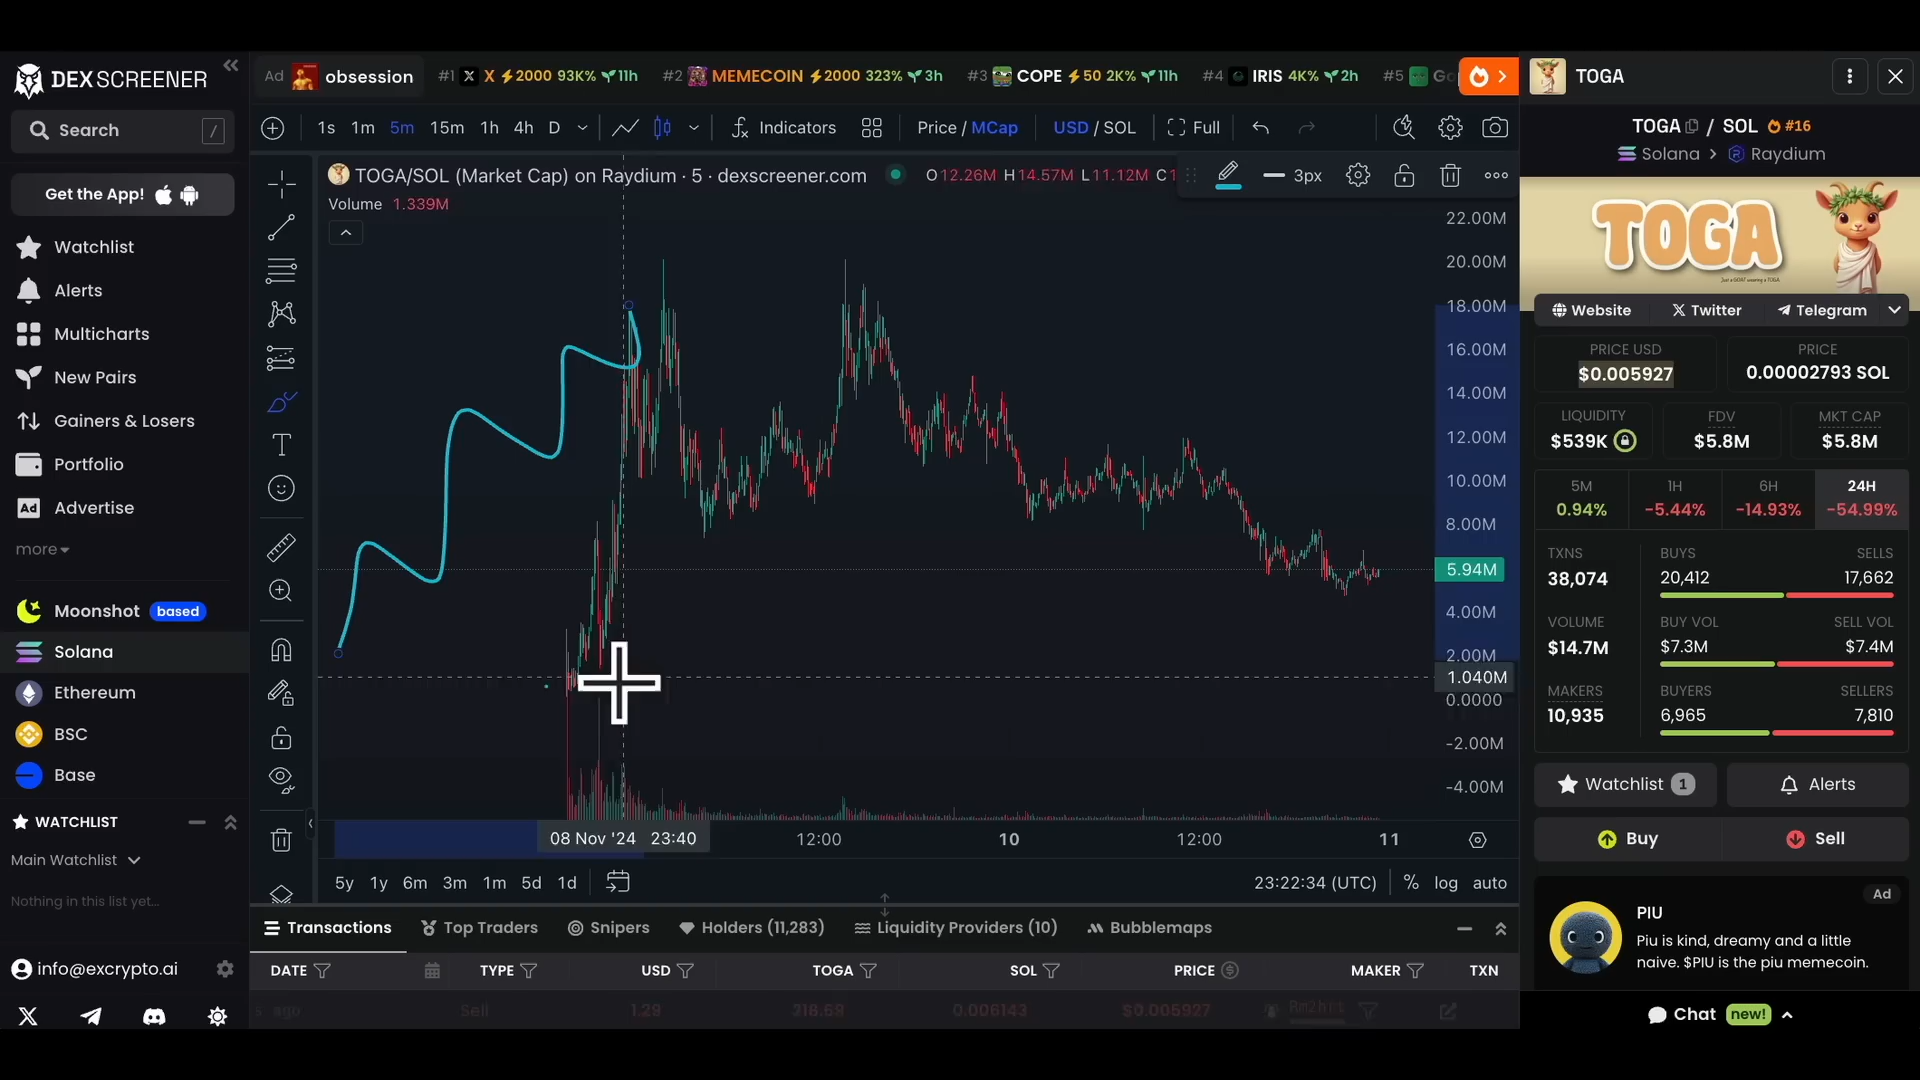 DEX SCREENER
Search
/
Get the App!
Watchlist
Alerts
Multicharts
New Pairs
Gainers & Losers
Portfolio
Ad Advertise
more
Moonshot based
Solana
Ethereum
BSC
Base
WATCHLIST
Main Watchlist
Nothing in this list yet...
info@excrypto.ai
Ad obsession #1 X X 2000 93K% 11h #2 MEMECOIN 2000 323% 3h #3 COPE 50 2K% 11h #4 IRIS 4K% 2h #5
1s 1m 5m 15m 1h 4h D Indicators Price / MCap USD / SOL Full
TOGA/SOL (Market Cap) on Raydium · 5 · dexscreener.com O12.26M H14.57M L11.12M
3px
Volume 1.339M
22.00M
20.00M
18.00M
16.00M
14.00M
12.00M
10.00M
8.00M
5.94M
4.00M
2.00M
1.040M
0.0000
-2.00M
-4.00M
08 Nov '24 23:40 12:00 10 12:00 11
5y 1y 6m 3m 1m 5d 1d 23:22:34 (UTC) % log auto
Transactions Top Traders Snipers Holders (11,283) Liquidity Providers (10) Bubblemaps
DATE TYPE USD TOGA SOL PRICE MAKER TXN
ago Sell 1.29 218.69 0.006143 $0.005927
TOGA
TOGA / SOL #16
Solana > Raydium
TOGA
Just a GOAT wearing a TOGA
Website Twitter Telegram
PRICE USD PRICE
$0.005927 0.00002793 SOL
LIQUIDITY FDV MKT CAP
$539K $5.8M $5.8M
5M 1H 6H 24H
0.94% -5.44% -14.93% -54.99%
TXNS BUYS SELLS
38,074 20,412 17,662
VOLUME BUY VOL SELL VOL
$14.7M $7.3M $7.4M
MAKERS BUYERS SELLERS
10,935 6,965 7,810
Watchlist 1 Alerts
Buy Sell
Ad
PIU
Piu is kind, dreamy and a little
naive. $PIU is the piu memecoin.
Chat new!